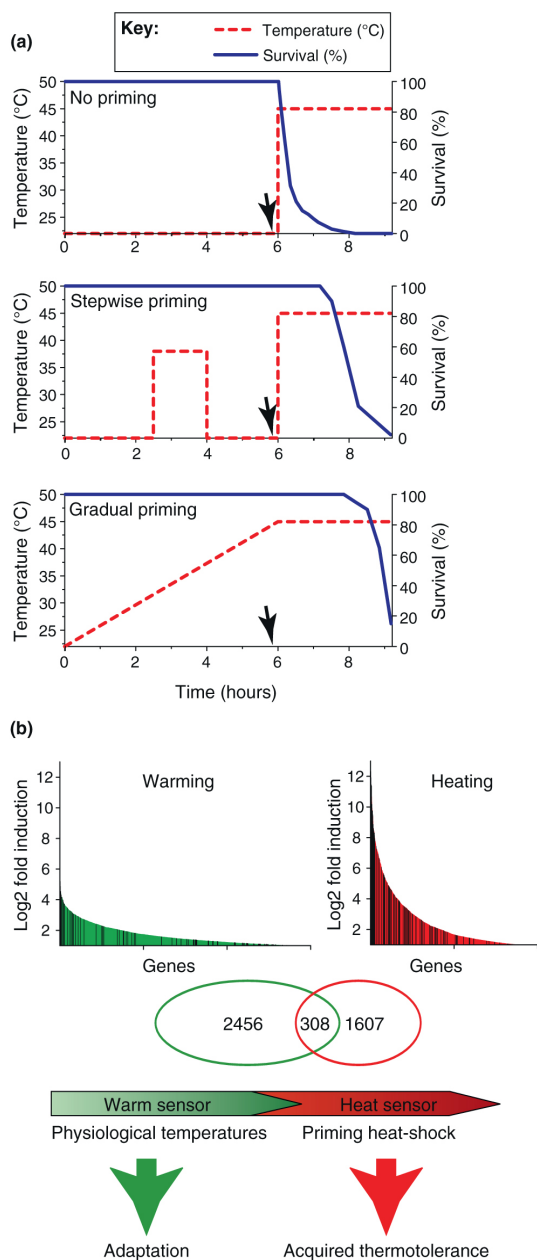 Key:
Temperature (°C)
Survival (%)
(a)
No priming
Temperature (°C)
50
45
40
35
30
25
100
80
60
40
20
0
Survival (%)
0 2 4 6 8
Stepwise priming
Temperature (°C)
50
45
40
35
30
25
100
80
60
40
20
0
Survival (%)
0 2 4 6 8
Gradual priming
Temperature (°C)
50
45
40
35
30
25
100
80
60
40
20
0
Survival (%)
0 2 4 6 8
Time (hours)
(b)
Warming
Log2 fold induction
12
10
8
6
4
2
Genes
Heating
Log2 fold induction
12
10
8
6
4
2
Genes
2456 308 1607
Warm sensor Heat sensor
Physiological temperatures Priming heat-shock
Adaptation Acquired thermotolerance